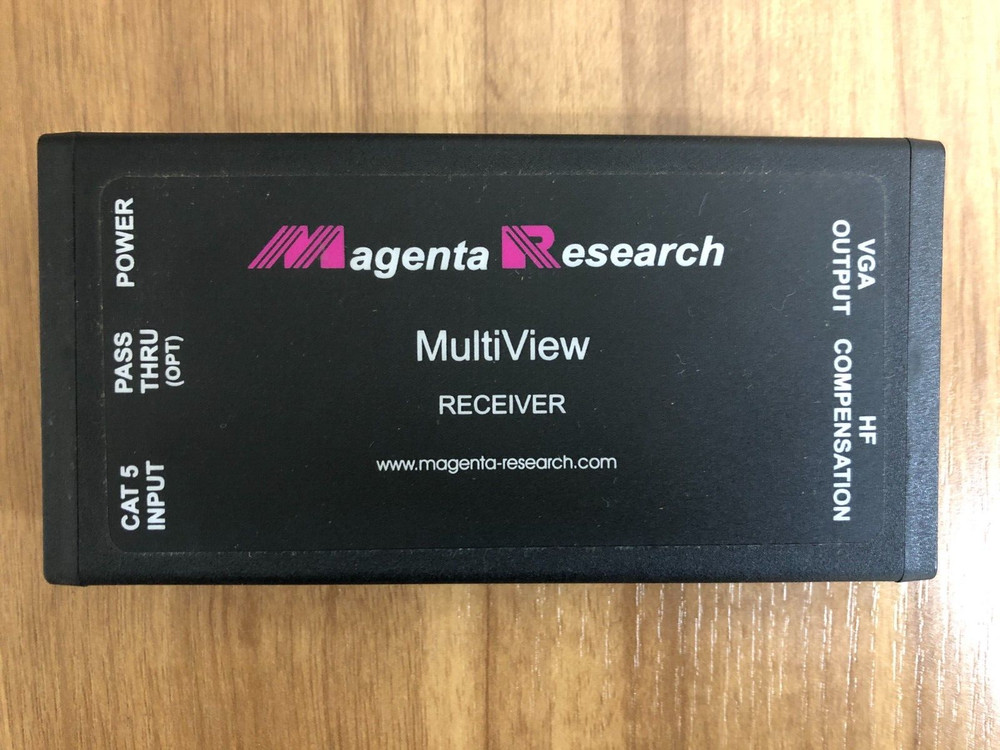 Magenta Research
MultiView
RECEIVER
www.magenta-research.com
POWER
PASS
THRU
(OPT)
CAT 5
INPUT
VGA
OUTPUT
HF
COMPENSATION